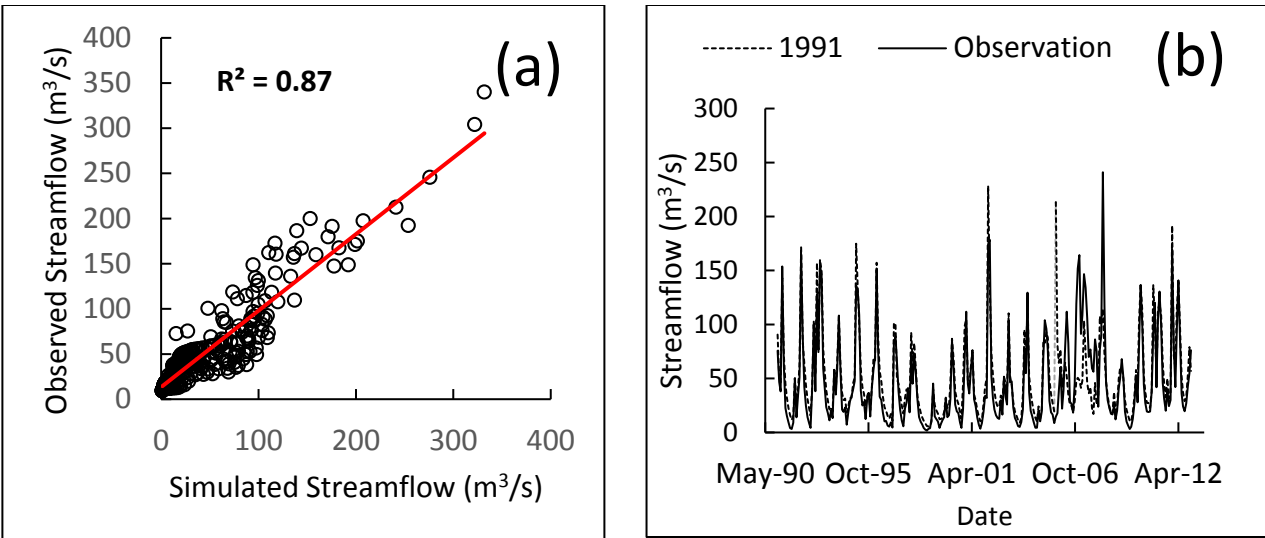 (a)
R² = 0.87
Observed Streamflow (m³/s)
400
350
300
250
200
150
100
50
0
0 100 200 300 400
Simulated Streamflow (m³/s)
(b)
1991 Observation
Streamflow (m³/s)
300
250
200
150
100
50
0
May-90 Oct-95 Apr-01 Oct-06 Apr-12
Date